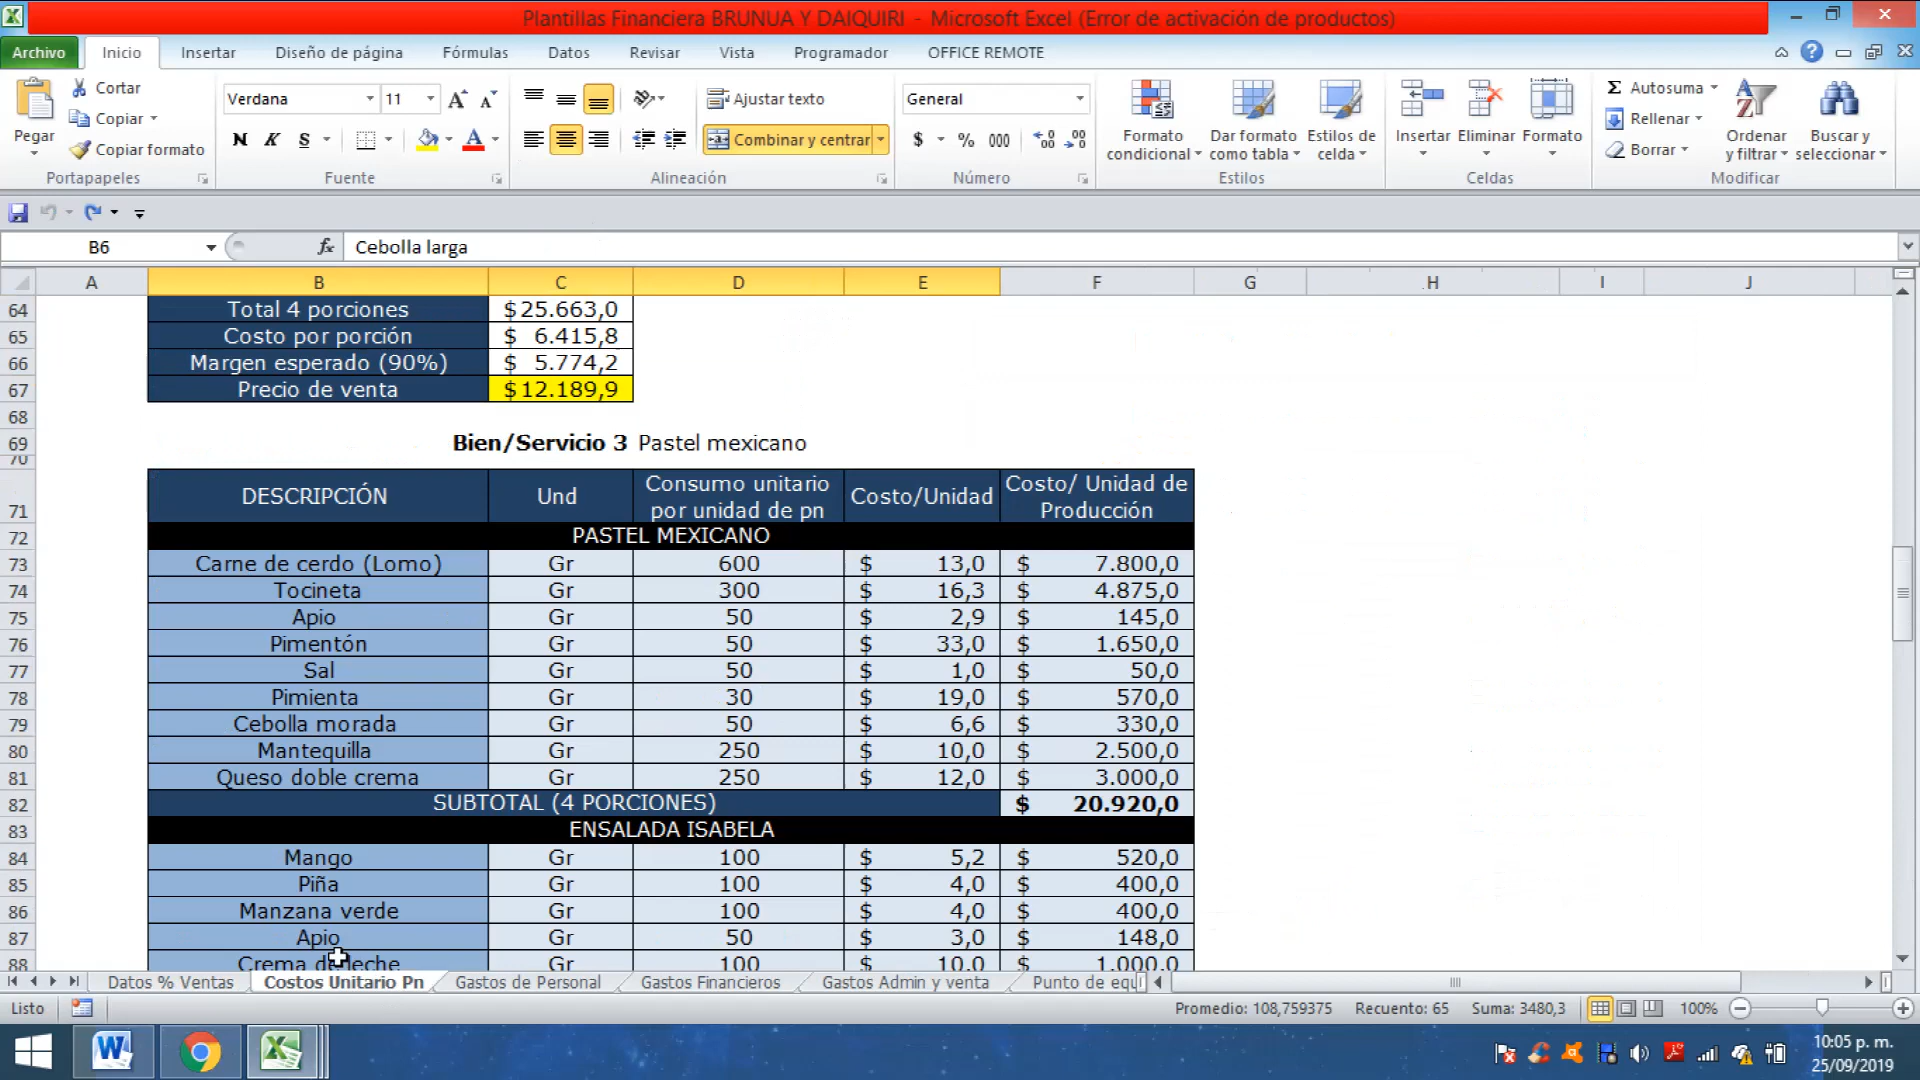 Plantillas Financiera BRUNUA Y DAIQUIRI - Microsoft Excel (Error de activación de productos)
Archivo Inicio Insertar Diseño de página Fórmulas Datos Revisar Vista Programador OFFICE REMOTE
Pegar
Cortar
Copiar
Copiar formato
Portapapeles
Verdana 11
N K S
Fuente
Ajustar texto
Combinar y centrar
Alineación
General
$ % 000
Número
Formato condicional
Dar formato como tabla
Estilos de celda
Estilos
Insertar Eliminar Formato
Celdas
Autosuma
Rellenar
Borrar
Ordenar y filtrar
Buscar y seleccionar
Modificar
B6 fx Cebolla larga
A B C D E F G H I J
64 Total 4 porciones $ 25.663,0
65 Costo por porción $ 6.415,8
66 Margen esperado (90%) $ 5.774,2
67 Precio de venta $ 12.189,9
68
69 Bien/Servicio 3 Pastel mexicano
70
71 DESCRIPCIÓN Und Consumo unitario por unidad de pn Costo/Unidad Costo/ Unidad de Producción
72 PASTEL MEXICANO
73 Carne de cerdo (Lomo) Gr 600 $ 13,0 $ 7.800,0
74 Tocineta Gr 300 $ 16,3 $ 4.875,0
75 Apio Gr 50 $ 2,9 $ 145,0
76 Pimentón Gr 50 $ 33,0 $ 1.650,0
77 Sal Gr 50 $ 1,0 $ 50,0
78 Pimienta Gr 30 $ 19,0 $ 570,0
79 Cebolla morada Gr 50 $ 6,6 $ 330,0
80 Mantequilla Gr 250 $ 10,0 $ 2.500,0
81 Queso doble crema Gr 250 $ 12,0 $ 3.000,0
82 SUBTOTAL (4 PORCIONES) $ 20.920,0
83 ENSALADA ISABELA
84 Mango Gr 100 $ 5,2 $ 520,0
85 Piña Gr 100 $ 4,0 $ 400,0
86 Manzana verde Gr 100 $ 4,0 $ 400,0
87 Apio Gr 50 $ 3,0 $ 148,0
88 Crema de leche Gr 100 $ 10,0 $ 1.000,0
Datos % Ventas Costos Unitario Pn Gastos de Personal Gastos Financieros Gastos Admin y venta Punto de equ
Listo Promedio: 108,759375 Recuento: 65 Suma: 3480,3 100%
10:05 p. m.
25/09/2019